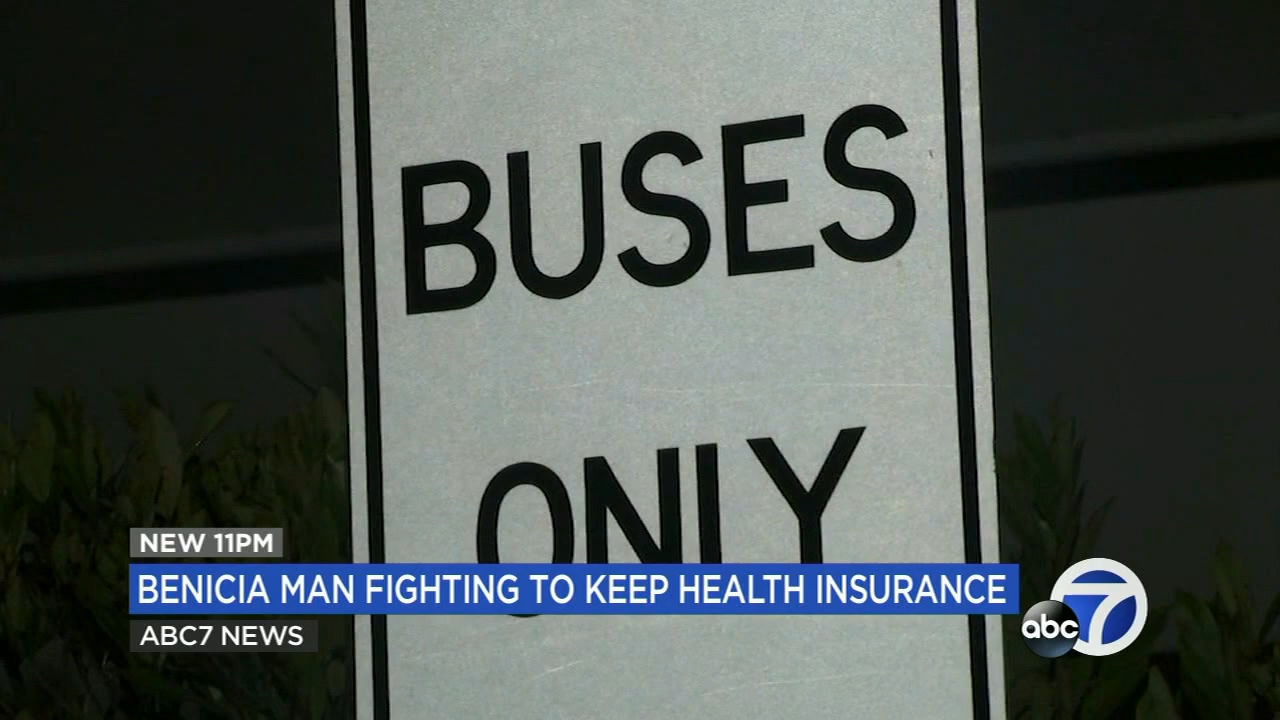 BUSES
ONLY
NEW 11PM
BENICIA MAN FIGHTING TO KEEP HEALTH INSURANCE
ABC7 NEWS
abc 7